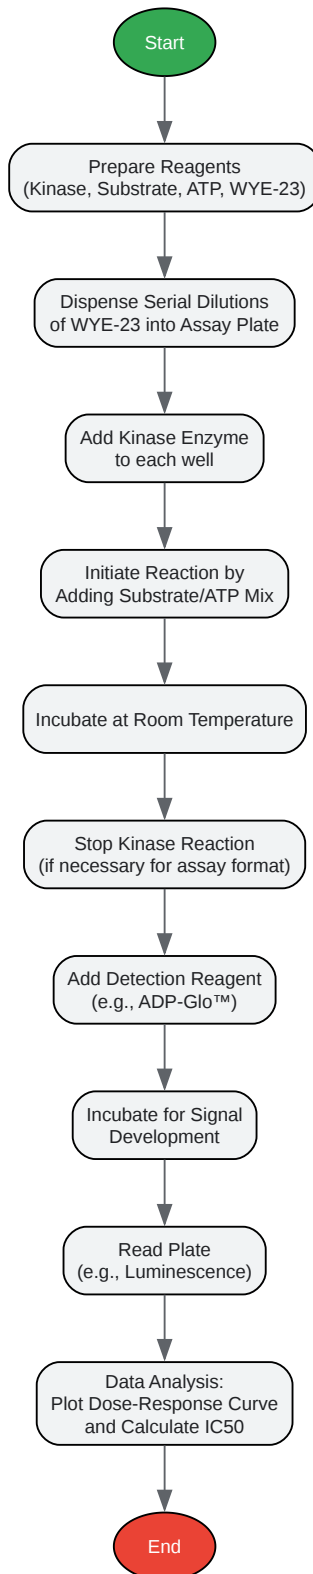 Start
Prepare Reagents
(Kinase, Substrate, ATP, WYE-23)
Dispense Serial Dilutions
of WYE-23 into Assay Plate
Add Kinase Enzyme
to each well
Initiate Reaction by
Adding Substrate/ATP Mix
Incubate at Room Temperature
Stop Kinase Reaction
(if necessary for assay format)
Add Detection Reagent
(e.g., ADP-Glo™)
Incubate for Signal
Development
Read Plate
(e.g., Luminescence)
Data Analysis:
Plot Dose-Response Curve
and Calculate IC50
End